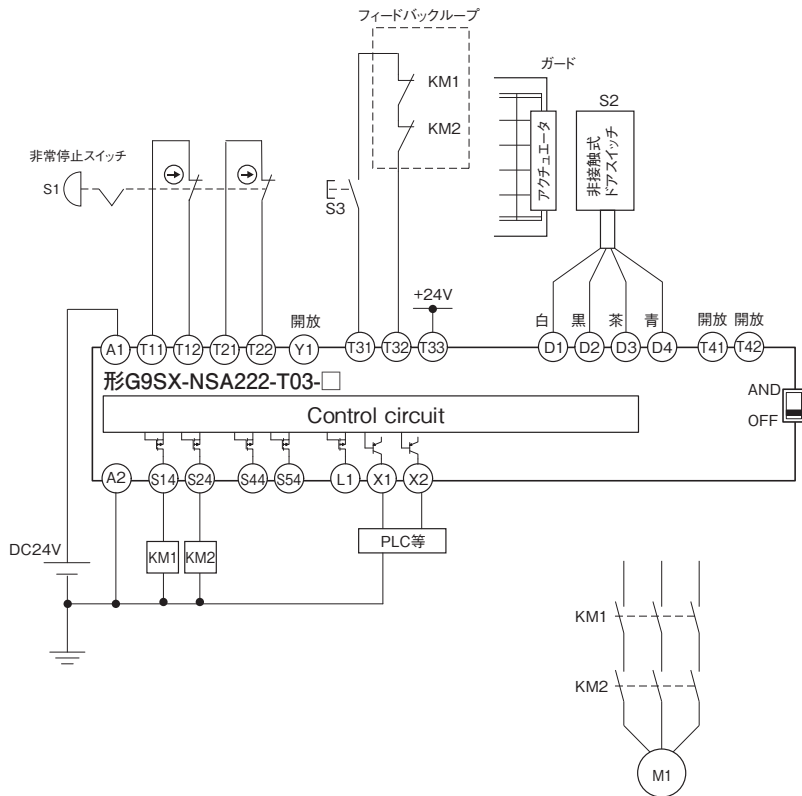 フィードバックループ
KM1
KM2
ガード
S2
アクチュエータ
非接触式
ドアスイッチ
非常停止スイッチ
S1
S3
+24V
開放
白
黒
茶
青
開放
開放
A1
T11
T12
T21
T22
Y1
T31
T32
T33
D1
D2
D3
D4
T41
T42
形G9SX-NSA222-T03-□
AND
OFF
Control circuit
A2
S14
S24
S44
S54
L1
X1
X2
DC24V
KM1
KM2
PLC等
KM1
KM2
M1